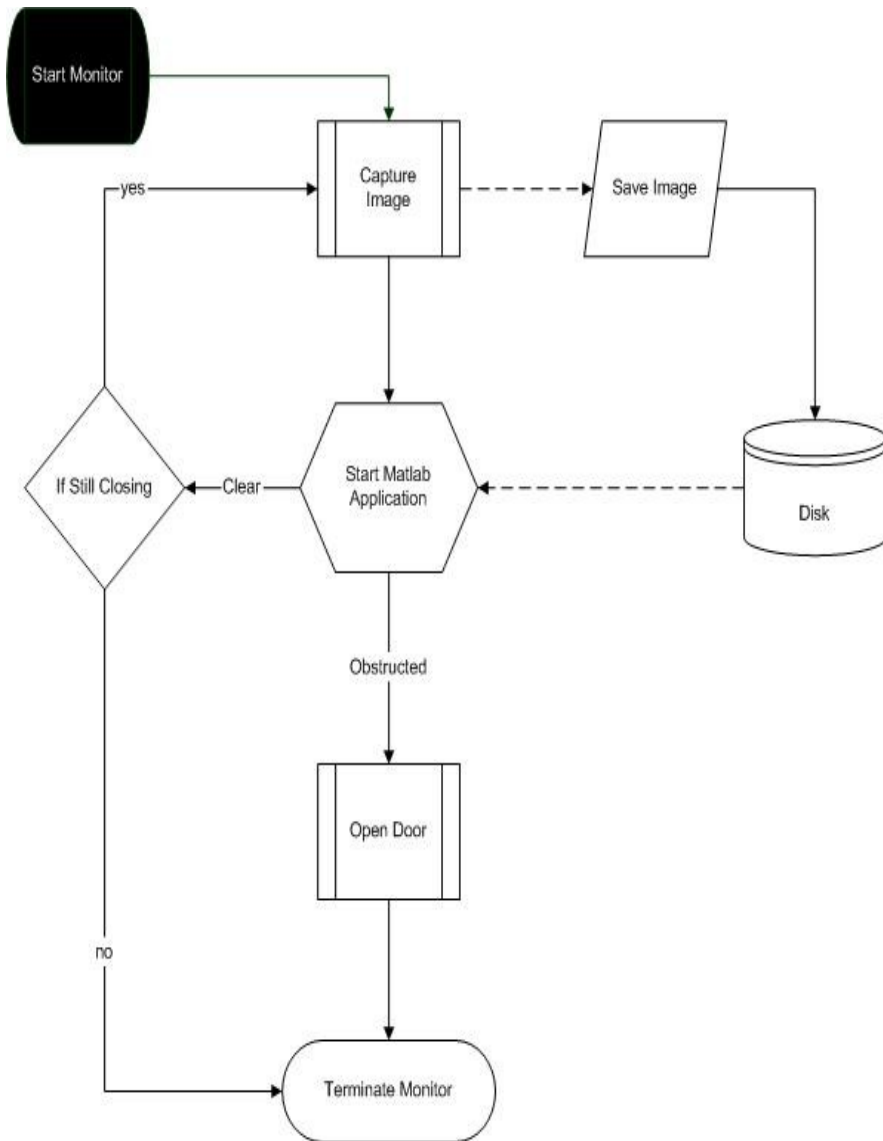 Start Monitor
Capture
Image
Save Image
yes
If Still Closing
Clear
Start Matlab
Application
Disk
Obstructed
Open Door
no
Terminate Monitor